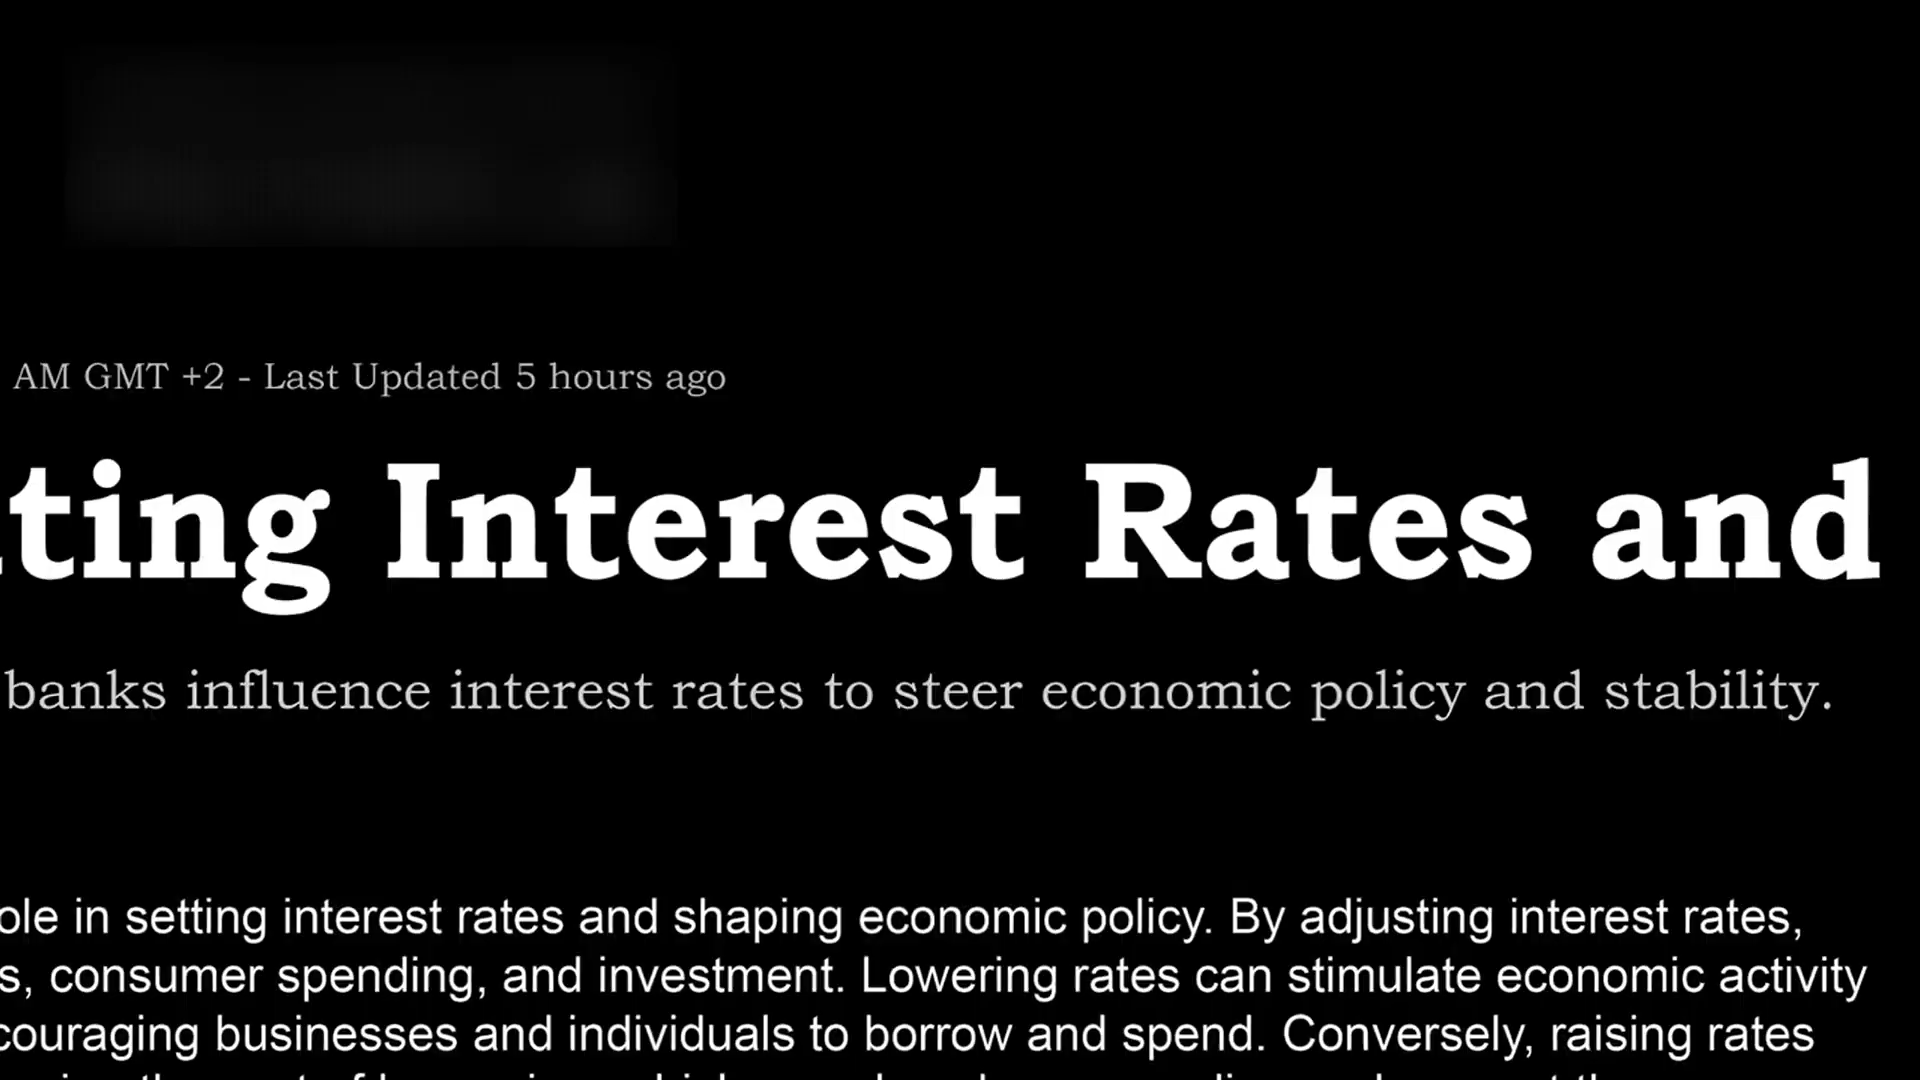 AM GMT +2 - Last Updated 5 hours ago
ting Interest Rates and
banks influence interest rates to steer economic policy and stability.
ole in setting interest rates and shaping economic policy. By adjusting interest rates,
s, consumer spending, and investment. Lowering rates can stimulate economic activity
couraging businesses and individuals to borrow and spend. Conversely, raising rates